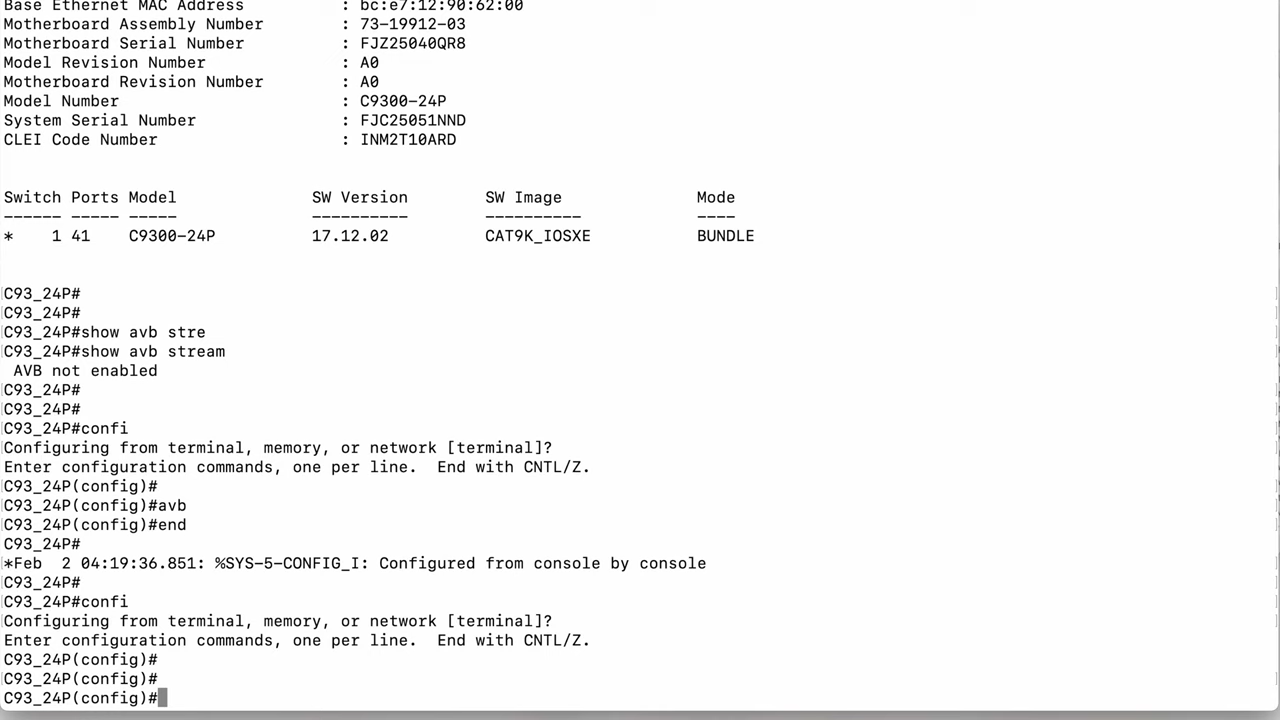 Base Ethernet MAC Address          : bc:e7:12:90:62:00
Motherboard Assembly Number        : 73-19912-03
Motherboard Serial Number          : FJZ25040QR8
Model Revision Number              : A0
Motherboard Revision Number        : A0
Model Number                       : C9300-24P
System Serial Number               : FJC25051NND
CLEI Code Number                   : INM2T10ARD
Switch Ports Model              SW Version        SW Image              Mode
------ ----- -----              ----------        ----------            ----
*    1 41    C9300-24P          17.12.02          CAT9K_IOSXE           BUNDLE
C93_24P#
C93_24P#
C93_24P#show avb stre
C93_24P#show avb stream
 AVB not enabled
C93_24P#
C93_24P#
C93_24P#confi
Configuring from terminal, memory, or network [terminal]?
Enter configuration commands, one per line.  End with CNTL/Z.
C93_24P(config)#
C93_24P(config)#avb
C93_24P(config)#end
C93_24P#
*Feb  2 04:19:36.851: %SYS-5-CONFIG_I: Configured from console by console
C93_24P#
C93_24P#confi
Configuring from terminal, memory, or network [terminal]?
Enter configuration commands, one per line.  End with CNTL/Z.
C93_24P(config)#
C93_24P(config)#
C93_24P(config)#